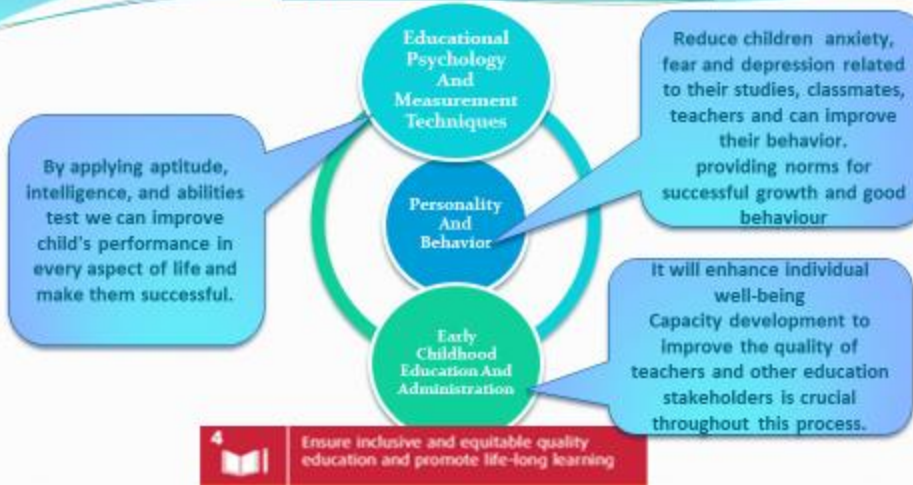 Educational
Psychology
And
Measurement
Techniques
Reduce children anxiety,
fear and depression related
to their studies, classmates,
teachers and can improve
their behavior.
providing norms for
successful growth and good
behaviour
By applying aptitude,
intelligence, and abilities
test we can improve
child's performance in
every aspect of life and
make them successful.
Personality
And
Behavior
It will enhance individual
well-being
Capacity development to
improve the quality of
teachers and other education
stakeholders is crucial
throughout this process.
Early
Childhood
Education And
Administration
4
Ensure inclusive and equitable quality
education and promote life-long learning